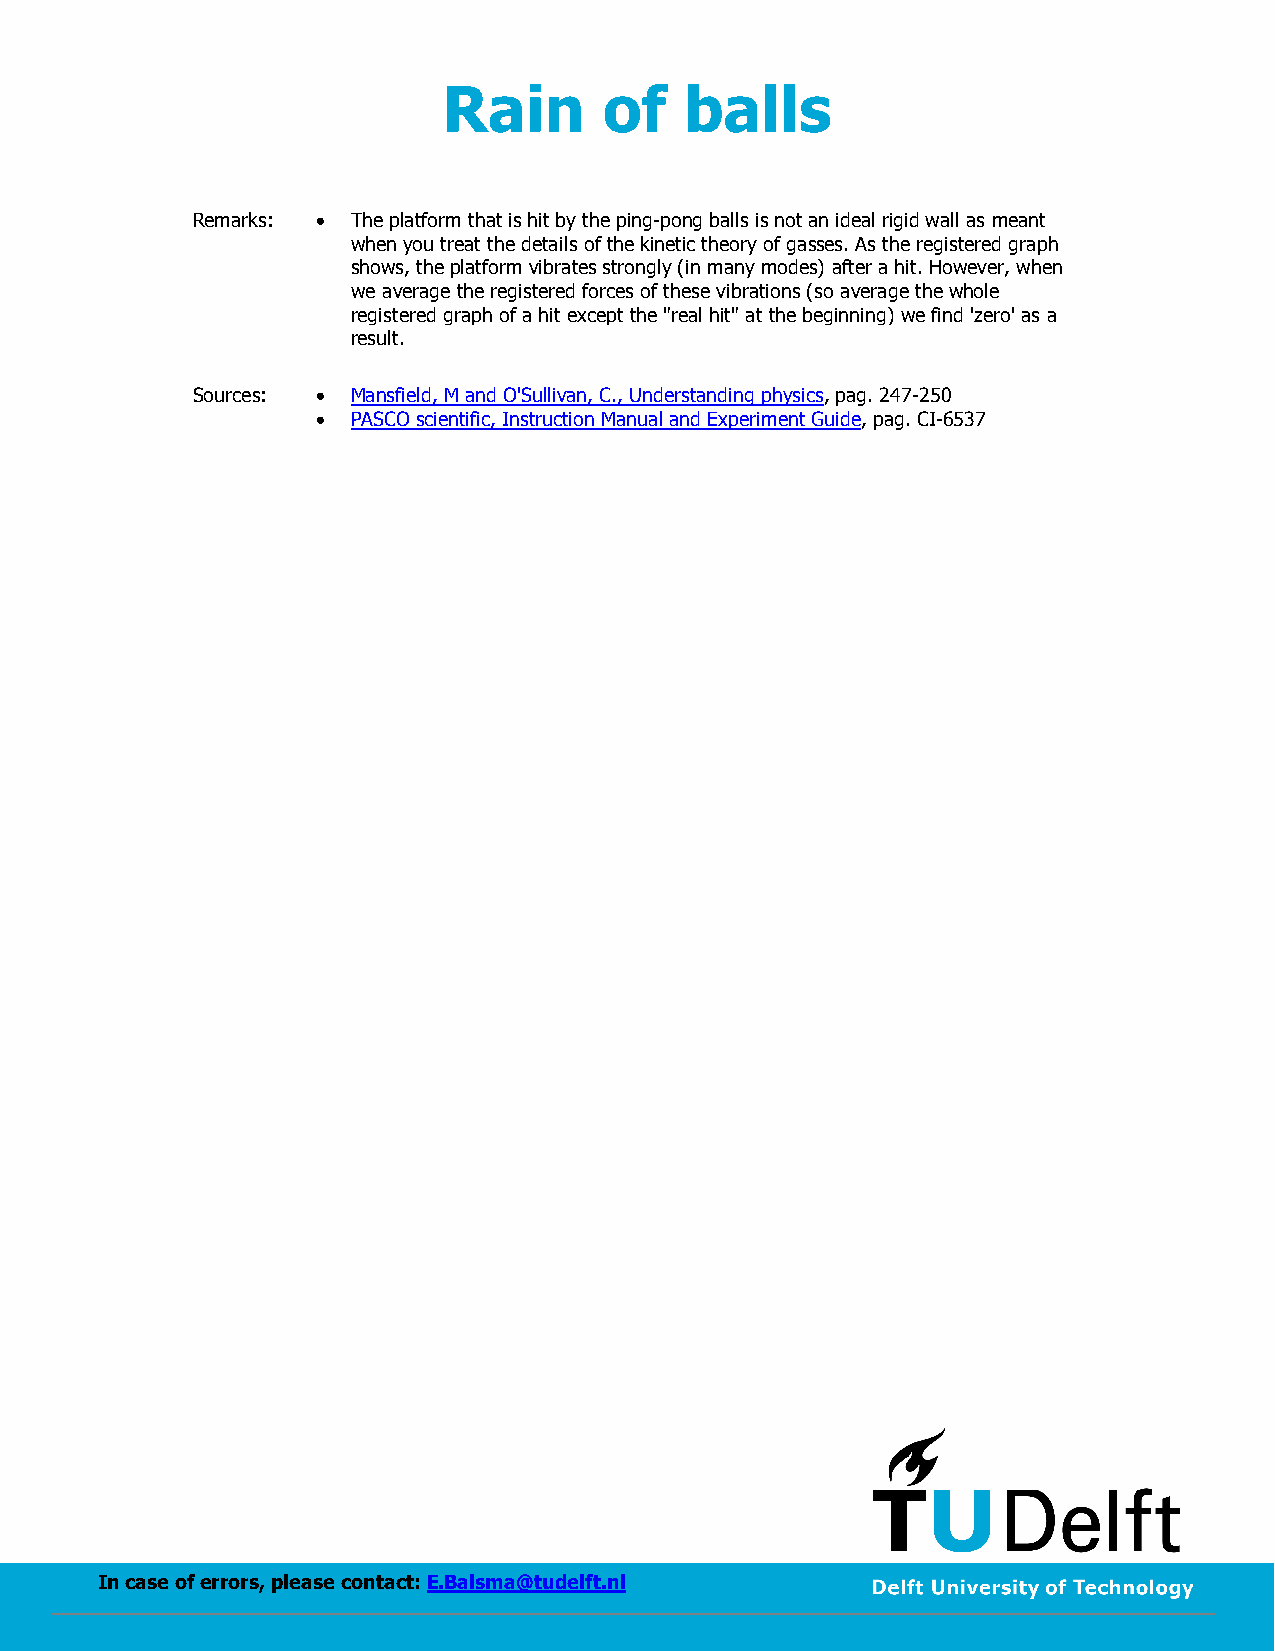 Rain of balls
Remarks: • The platform that is hit by the ping-pong balls is not an ideal rigid wall as meant
when you treat the details of the kinetic theory of gasses. As the registered graph
shows, the platform vibrates strongly (in many modes) after a hit. However, when
we average the registered forces of these vibrations (so average the whole
registered graph of a hit except the "real hit" at the beginning) we find 'zero' as a
result.
Sources: • Mansfield, M and O'Sullivan, C., Understanding physics, pag. 247-250
• PASCO scientific, Instruction Manual and Experiment Guide, pag. CI-6537
TUDelft
In case of errors, please contact: E.Balsma@tudelft.nl
Delft University of Technology